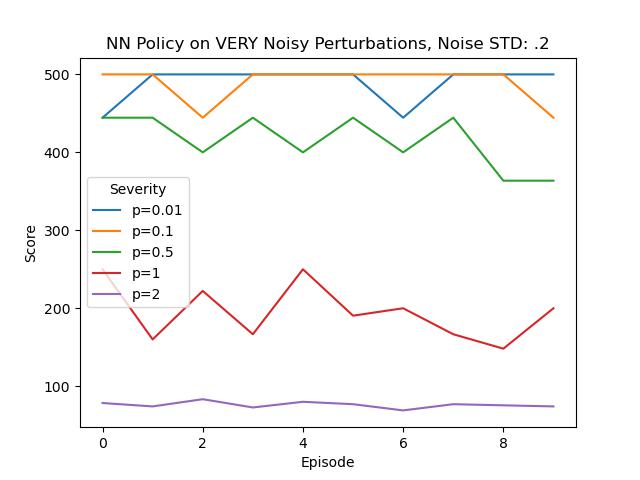 NN Policy on VERY Noisy Perturbations, Noise STD: .2
500
400
300
200
100
Score
Severity
p=0.01
p=0.1
p=0.5
p=1
p=2
0 2 4 6 8
Episode